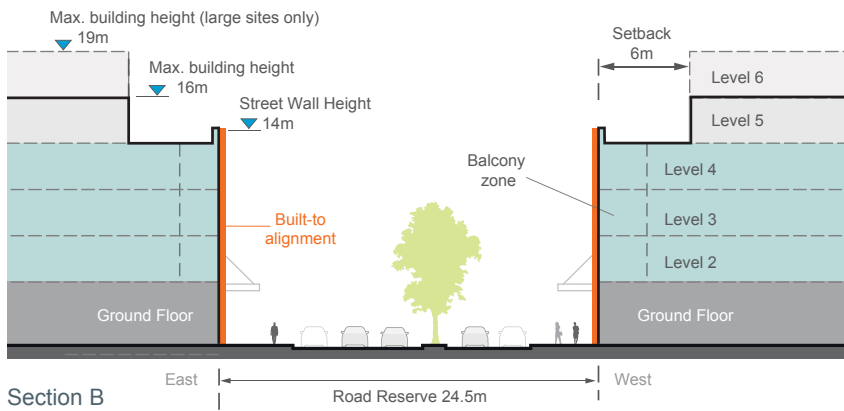 Max. building height (large sites only)
19m
Max. building height
16m
Street Wall Height
14m
Setback
6m
Level 6
Level 5
Balcony
zone
Level 4
Level 3
Level 2
Built-to
alignment
Ground Floor
Ground Floor
East
Road Reserve 24.5m
West
Section B